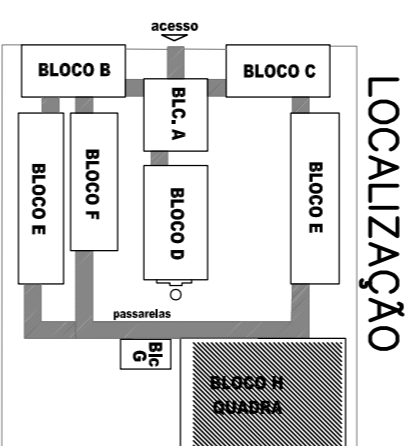 acesso
BLOCO B
BLOCO C
BLC. A
BLOCO E
BLOCO F
BLOCO D
BLOCO E
passarelas
Blc
G
BLOCO H
QUADRA
LOCALIZAÇÃO